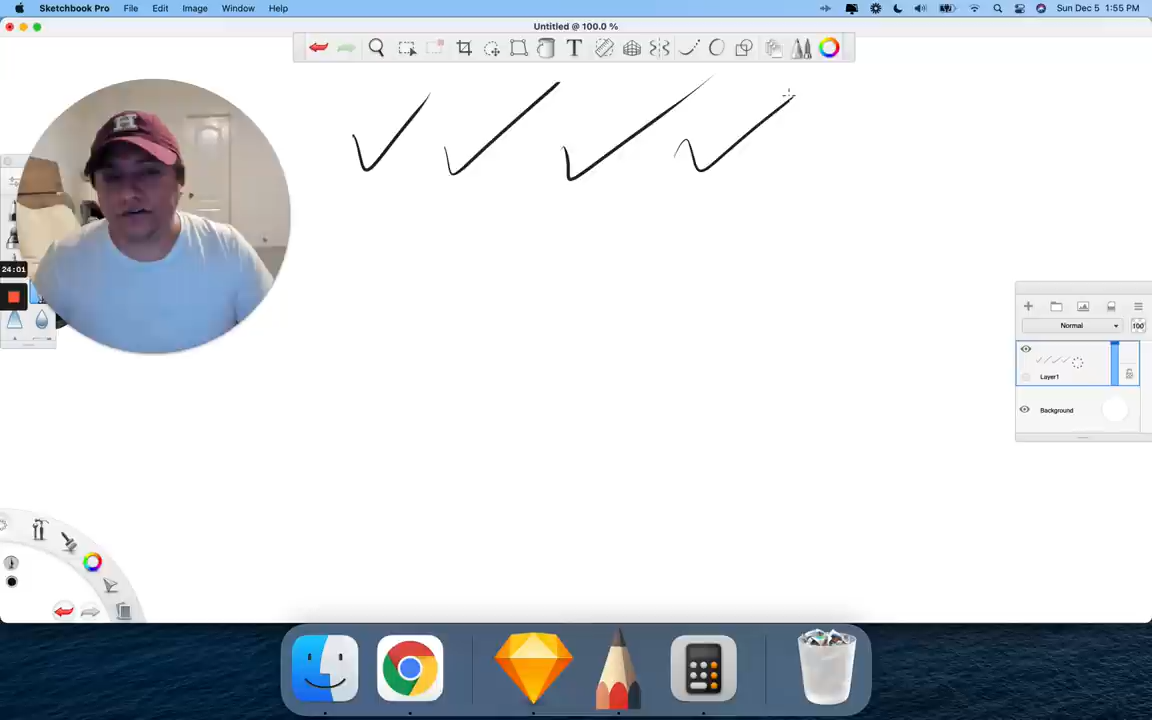 Sketchbook Pro File Edit Image Window Help Sun Dec 5 1:55 PM
Untitled @ 100.0 %
T
H
24:01
Normal 100
Layer1
Background